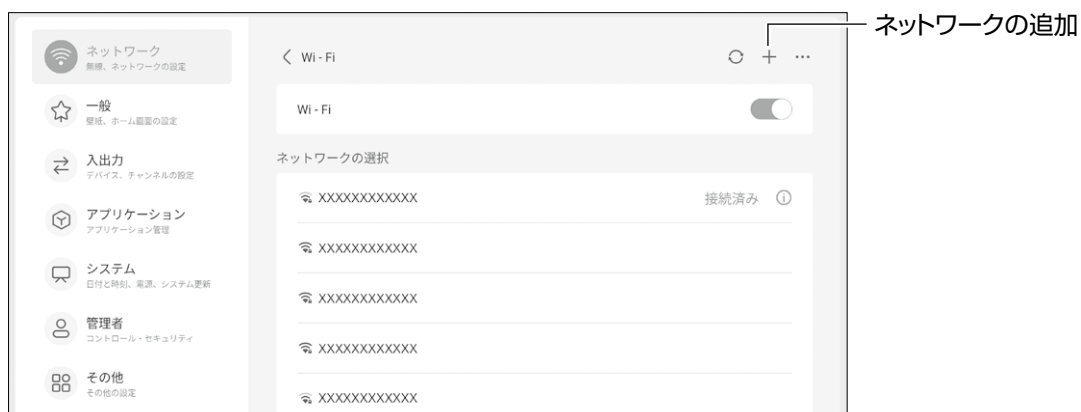 ネットワークの追加
ネットワーク
無線、ネットワークの設定
一般
壁紙、ホーム画面の設定
入出力
デバイス、チャンネルの設定
アプリケーション
アプリケーション管理
システム
日付と時刻、電源、システム更新
管理者
コントロール・セキュリティ
その他
その他の設定
Wi - Fi
Wi - Fi
ネットワークの選択
XXXXXXXXXXXX 接続済み
XXXXXXXXXXXX
XXXXXXXXXXXX
XXXXXXXXXXXX
XXXXXXXXXXXX